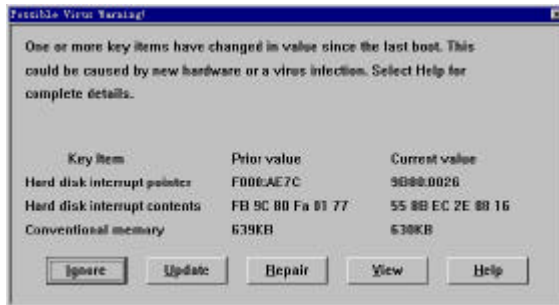 Possible Virus Warning!
One or more key items have changed in value since the last boot. This
could be caused by new hardware or a virus infection. Select Help for
complete details.
Key Item Prior value Current value
Hard disk interrupt pointer F000:AE7C 9B80:0026
Hard disk interrupt contents FB 9C 80 Fa 01 77 55 8B EC 2E 08 16
Conventional memory 639KB 630KB
Ignore Update Repair View Help